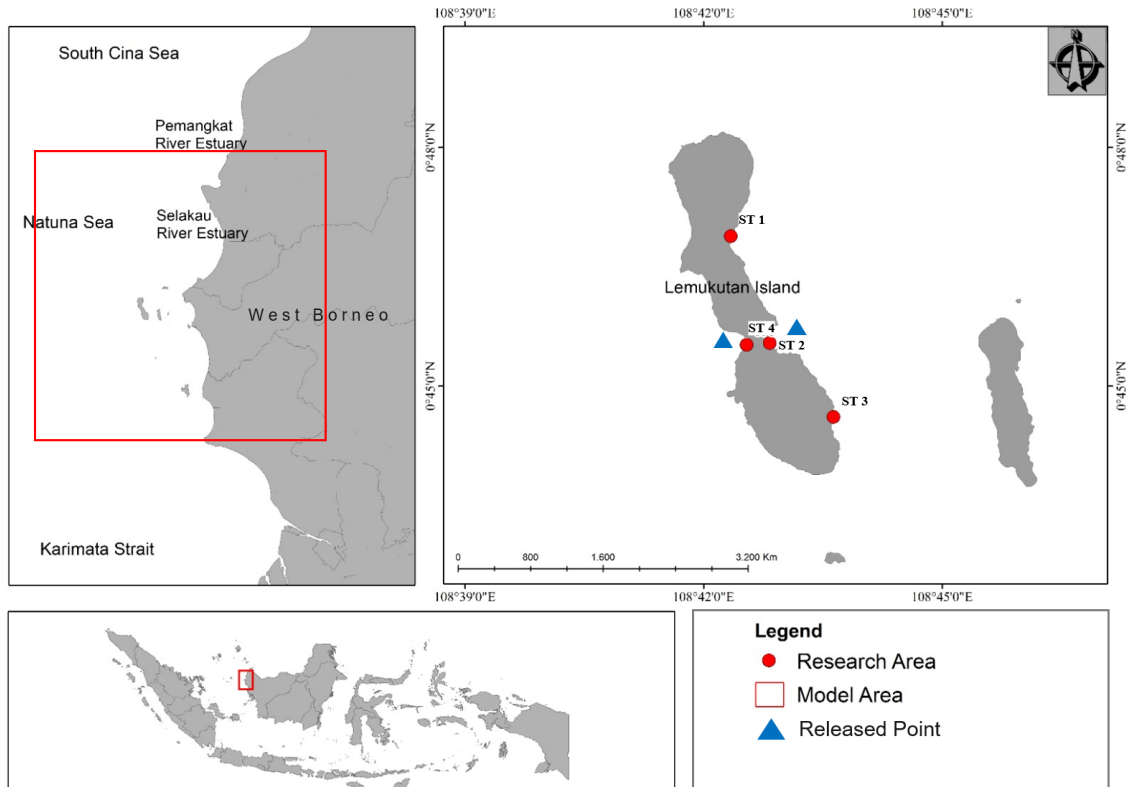 South Cina Sea
Pemangkat
River Estuary
Natuna Sea
Selakau
River Estuary
West Borneo
Karimata Strait
108°39'0"E
108°42'0"E
108°45'0"E
0°48'0"N
0°48'0"N
ST 1
Lemukutan Island
ST 4
ST 2
0°45'0"N
0°45'0"N
ST 3
0
800
1.600
3.200 Km
108°39'0"E
108°42'0"E
108°45'0"E
Legend
Research Area
Model Area
Released Point